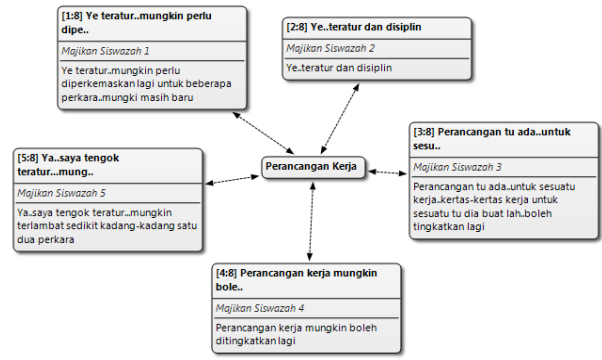 [1:8] Ye teratur..mungkin perlu
dipe..
Majikan Siswazah 1
Ye teratur..mungkin perlu
diperkemaskan lagi untuk beberapa
perkara..mungki masih baru
[2:8] Ye..teratur dan disiplin
Majikan Siswazah 2
Ye..teratur dan disiplin
[3:8] Perancangan tu ada..untuk
sesu..
Majikan Siswazah 3
Perancangan tu ada..untuk sesuatu
kerja..kertas-kertas kerja untuk
sesuatu tu dia buat lah..boleh
tingkatkan lagi
Perancangan Kerja
[5:8] Ya..saya tengok
teratur...mung..
Majikan Siswazah 5
Ya..saya tengok teratur...mungkin
terlambat sedikit kadang-kadang satu
dua perkara
[4:8] Perancangan kerja mungkin
bole..
Majikan Siswazah 4
Perancangan kerja mungkin boleh
ditingkatkan lagi